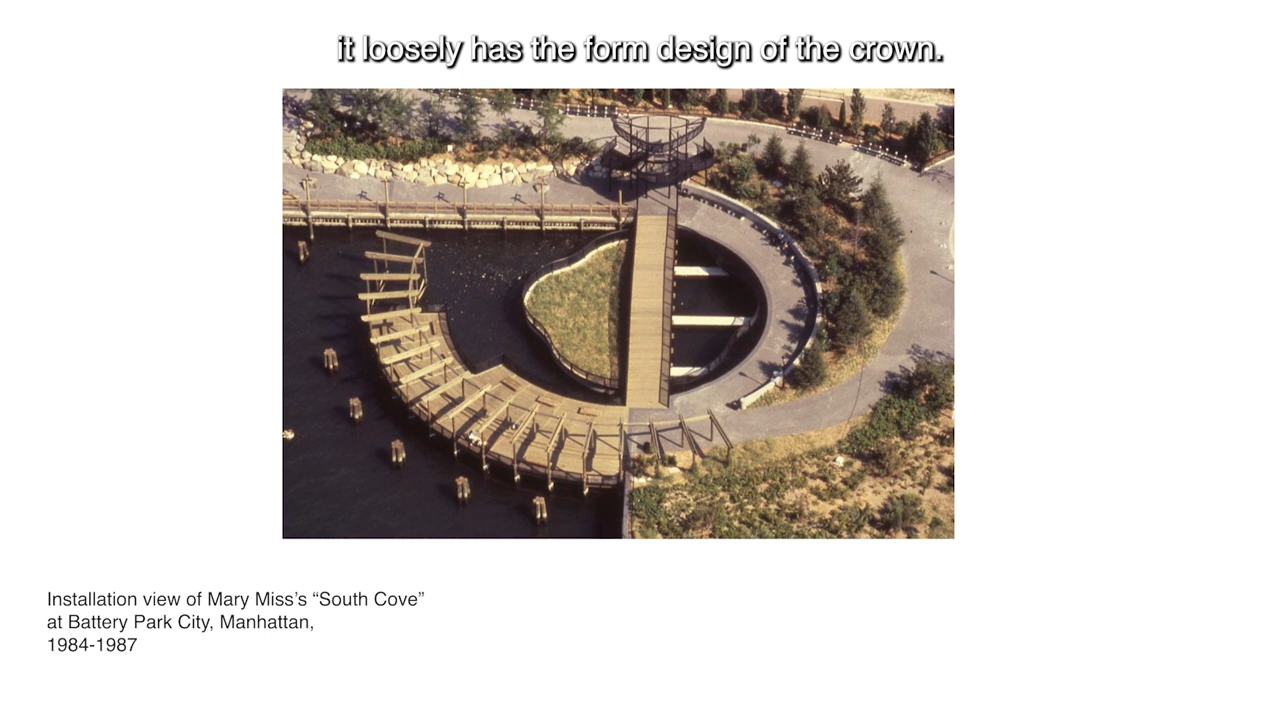 it loosely has the form design of the crown.
Installation view of Mary Miss’s “South Cove”
at Battery Park City, Manhattan,
1984-1987